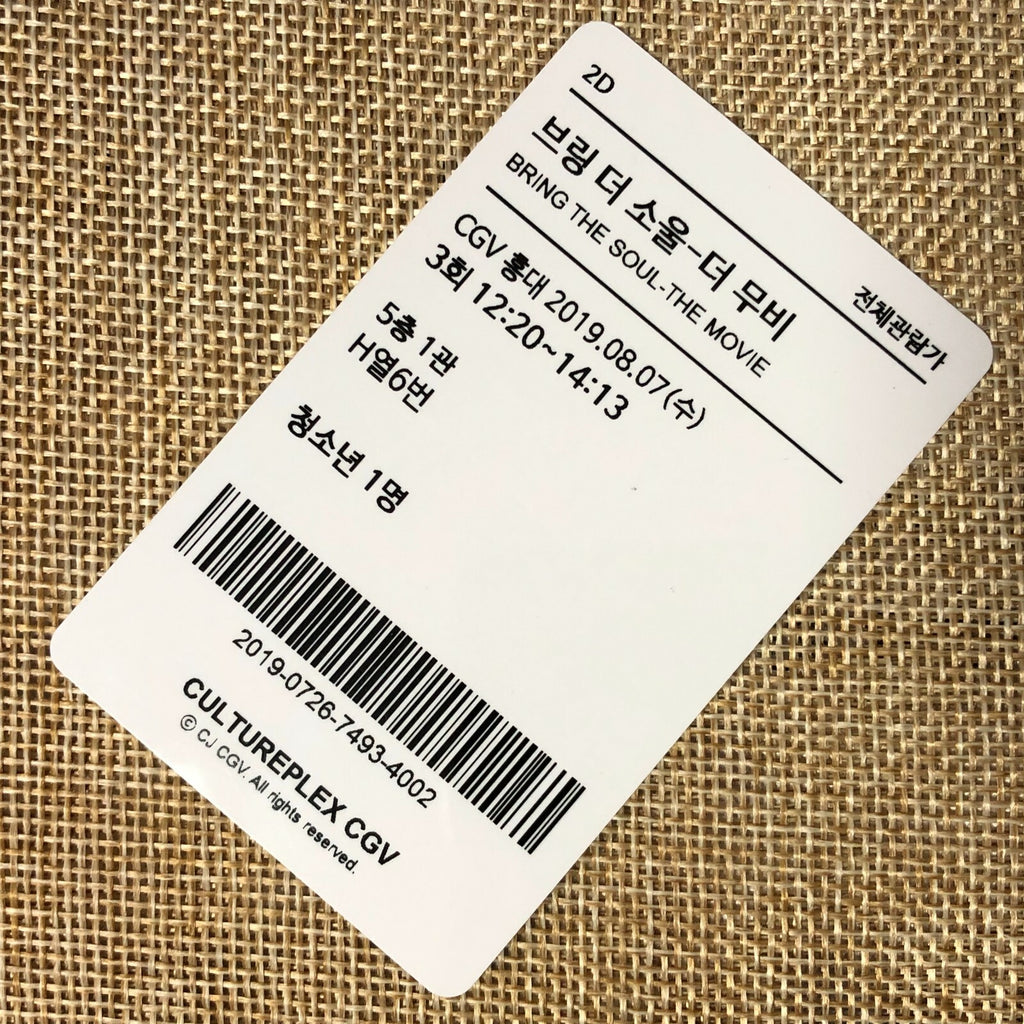 2D
전체관람가
브링 더 소울-더 무비
BRING THE SOUL-THE MOVIE
CGV 홍대 2019.08.07(수)
3회 12:20~14:13
5층 1관
H열6번
청소년 1명
2019-0726-7493-4002
CULTUREPLEX CGV
© CJ CGV. All rights reserved.